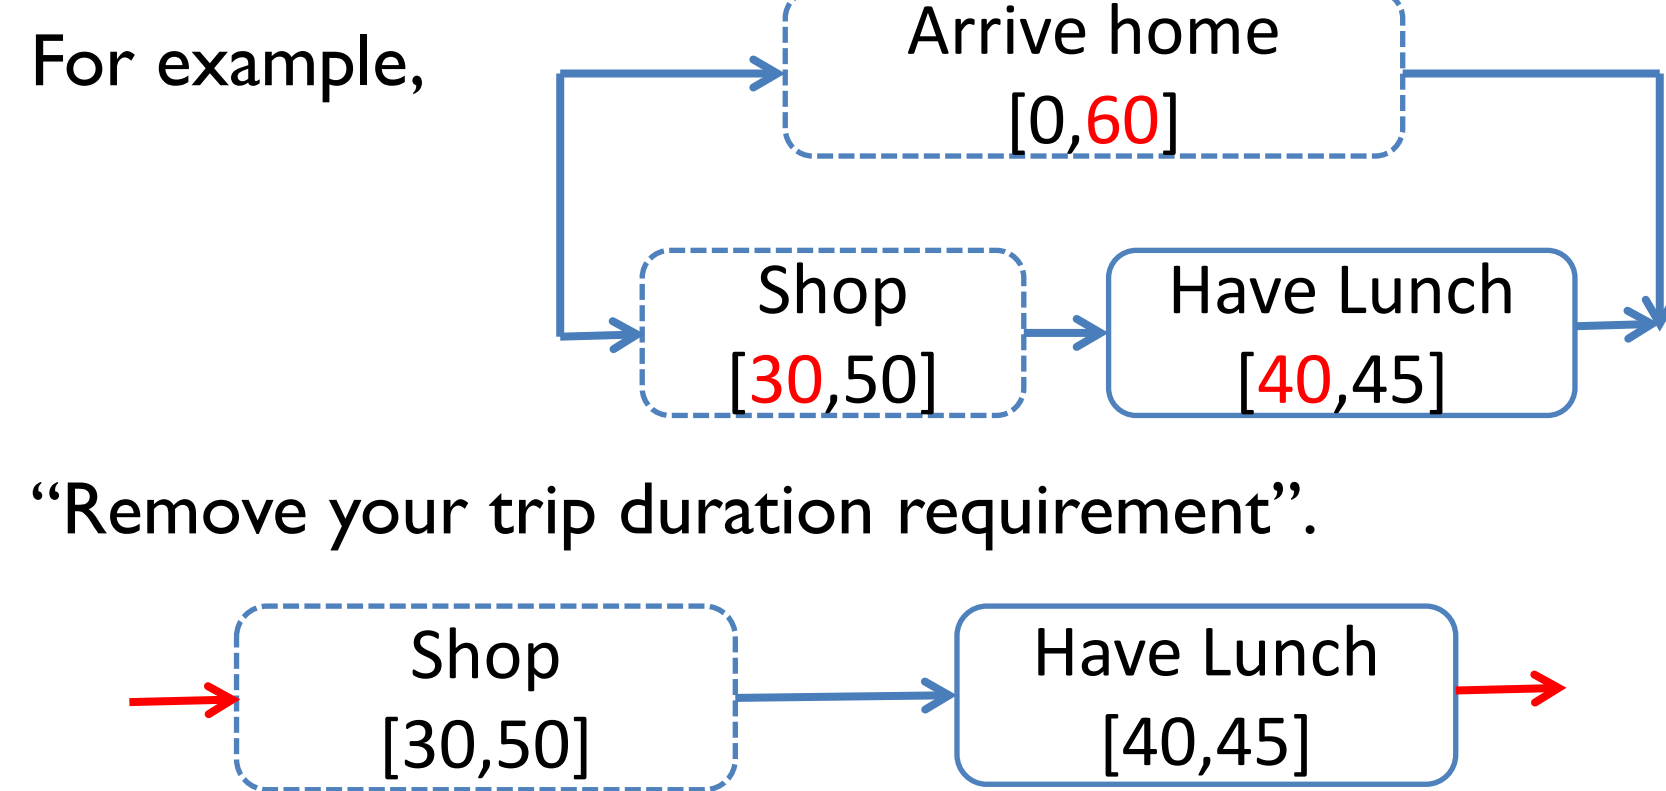 For example,
Arrive home
[0,60]
Shop
[30,50]
Have Lunch
[40,45]
“Remove your trip duration requirement”.
Shop
[30,50]
Have Lunch
[40,45]